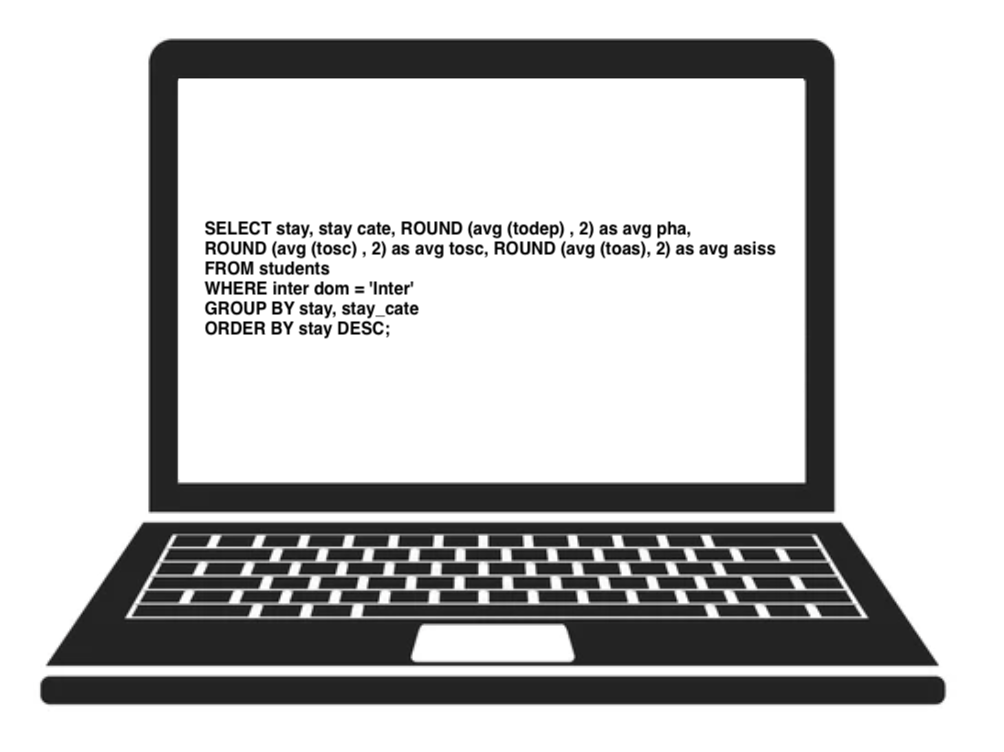 SELECT stay, stay cate, ROUND (avg (todep) , 2) as avg pha,
ROUND (avg (tosc) , 2) as avg tosc, ROUND (avg (toas), 2) as avg asiss
FROM students
WHERE inter dom = 'Inter'
GROUP BY stay, stay_cate
ORDER BY stay DESC;